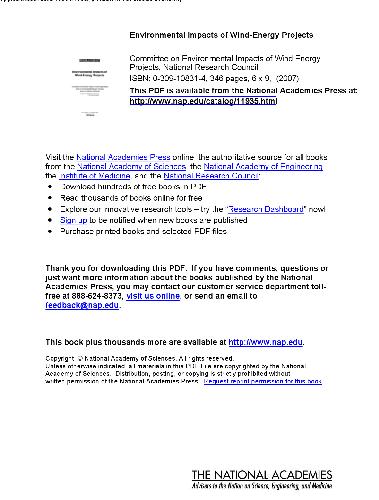 Environmental Impacts of Wind-Energy Projects
Committee on Environmental Impacts of Wind Energy
Projects, National Research Council
ISBN: 0-309-10831-4, 346 pages, 6 x 9, (2007)
This PDF is available from the National Academies Press at:
http://www.nap.edu/catalog/11935.html
Visit the National Academies Press online, the authoritative source for all books
from the National Academy of Sciences, the National Academy of Engineering,
the Institute of Medicine, and the National Research Council:
• Download hundreds of free books in PDF
• Read thousands of books online for free
• Explore our innovative research tools – try the “Research Dashboard” now!
• Sign up to be notified when new books are published
• Purchase printed books and selected PDF files
Thank you for downloading this PDF. If you have comments, questions or
just want more information about the books published by the National
Academies Press, you may contact our customer service department toll-
free at 888-624-8373, visit us online, or send an email to
feedback@nap.edu.
This book plus thousands more are available at http://www.nap.edu.
Copyright © National Academy of Sciences. All rights reserved.
Unless otherwise indicated, all materials in this PDF File are copyrighted by the National
Academy of Sciences. Distribution, posting, or copying is strictly prohibited without
written permission of the National Academies Press. Request reprint permission for this book.
THE NATIONAL ACADEMIES
Advisers to the Nation on Science, Engineering, and Medicine